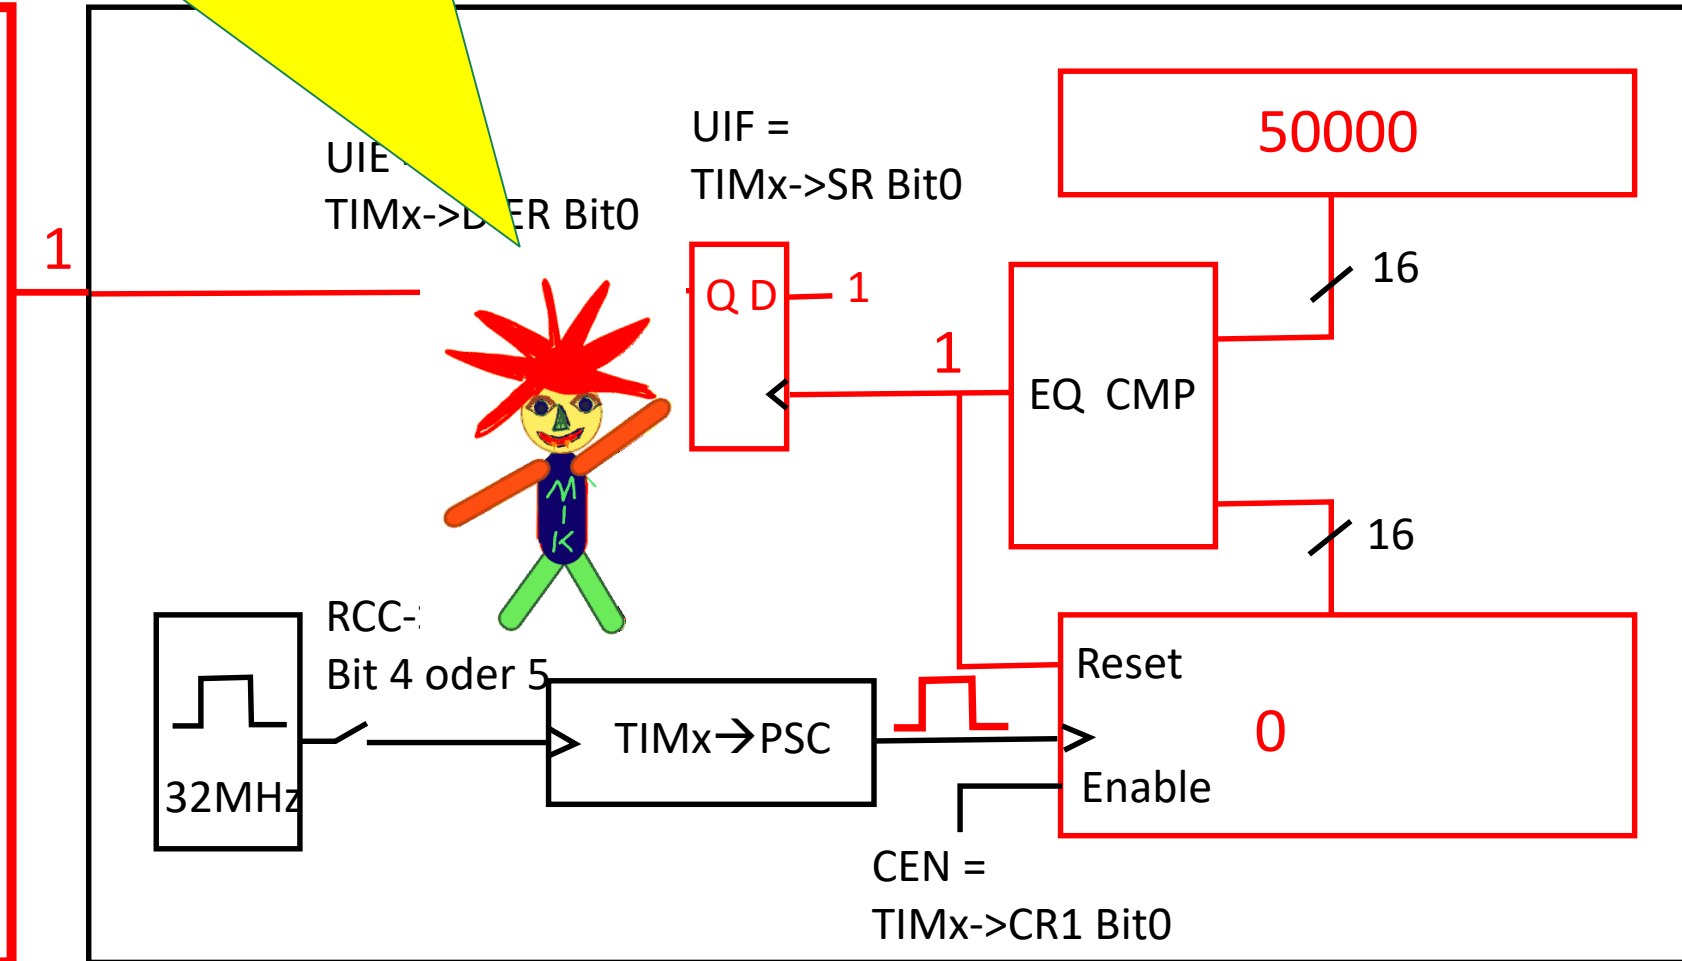 50000
UIF =
TIMx->SR Bit0
UIE
TIMx->D ER Bit0
1
16
Q D
1
1
EQ CMP
MIK
16
RCC-
Bit 4 oder 5
Reset
TIMx→PSC
0
32MHz
Enable
CEN =
TIMx->CR1 Bit0